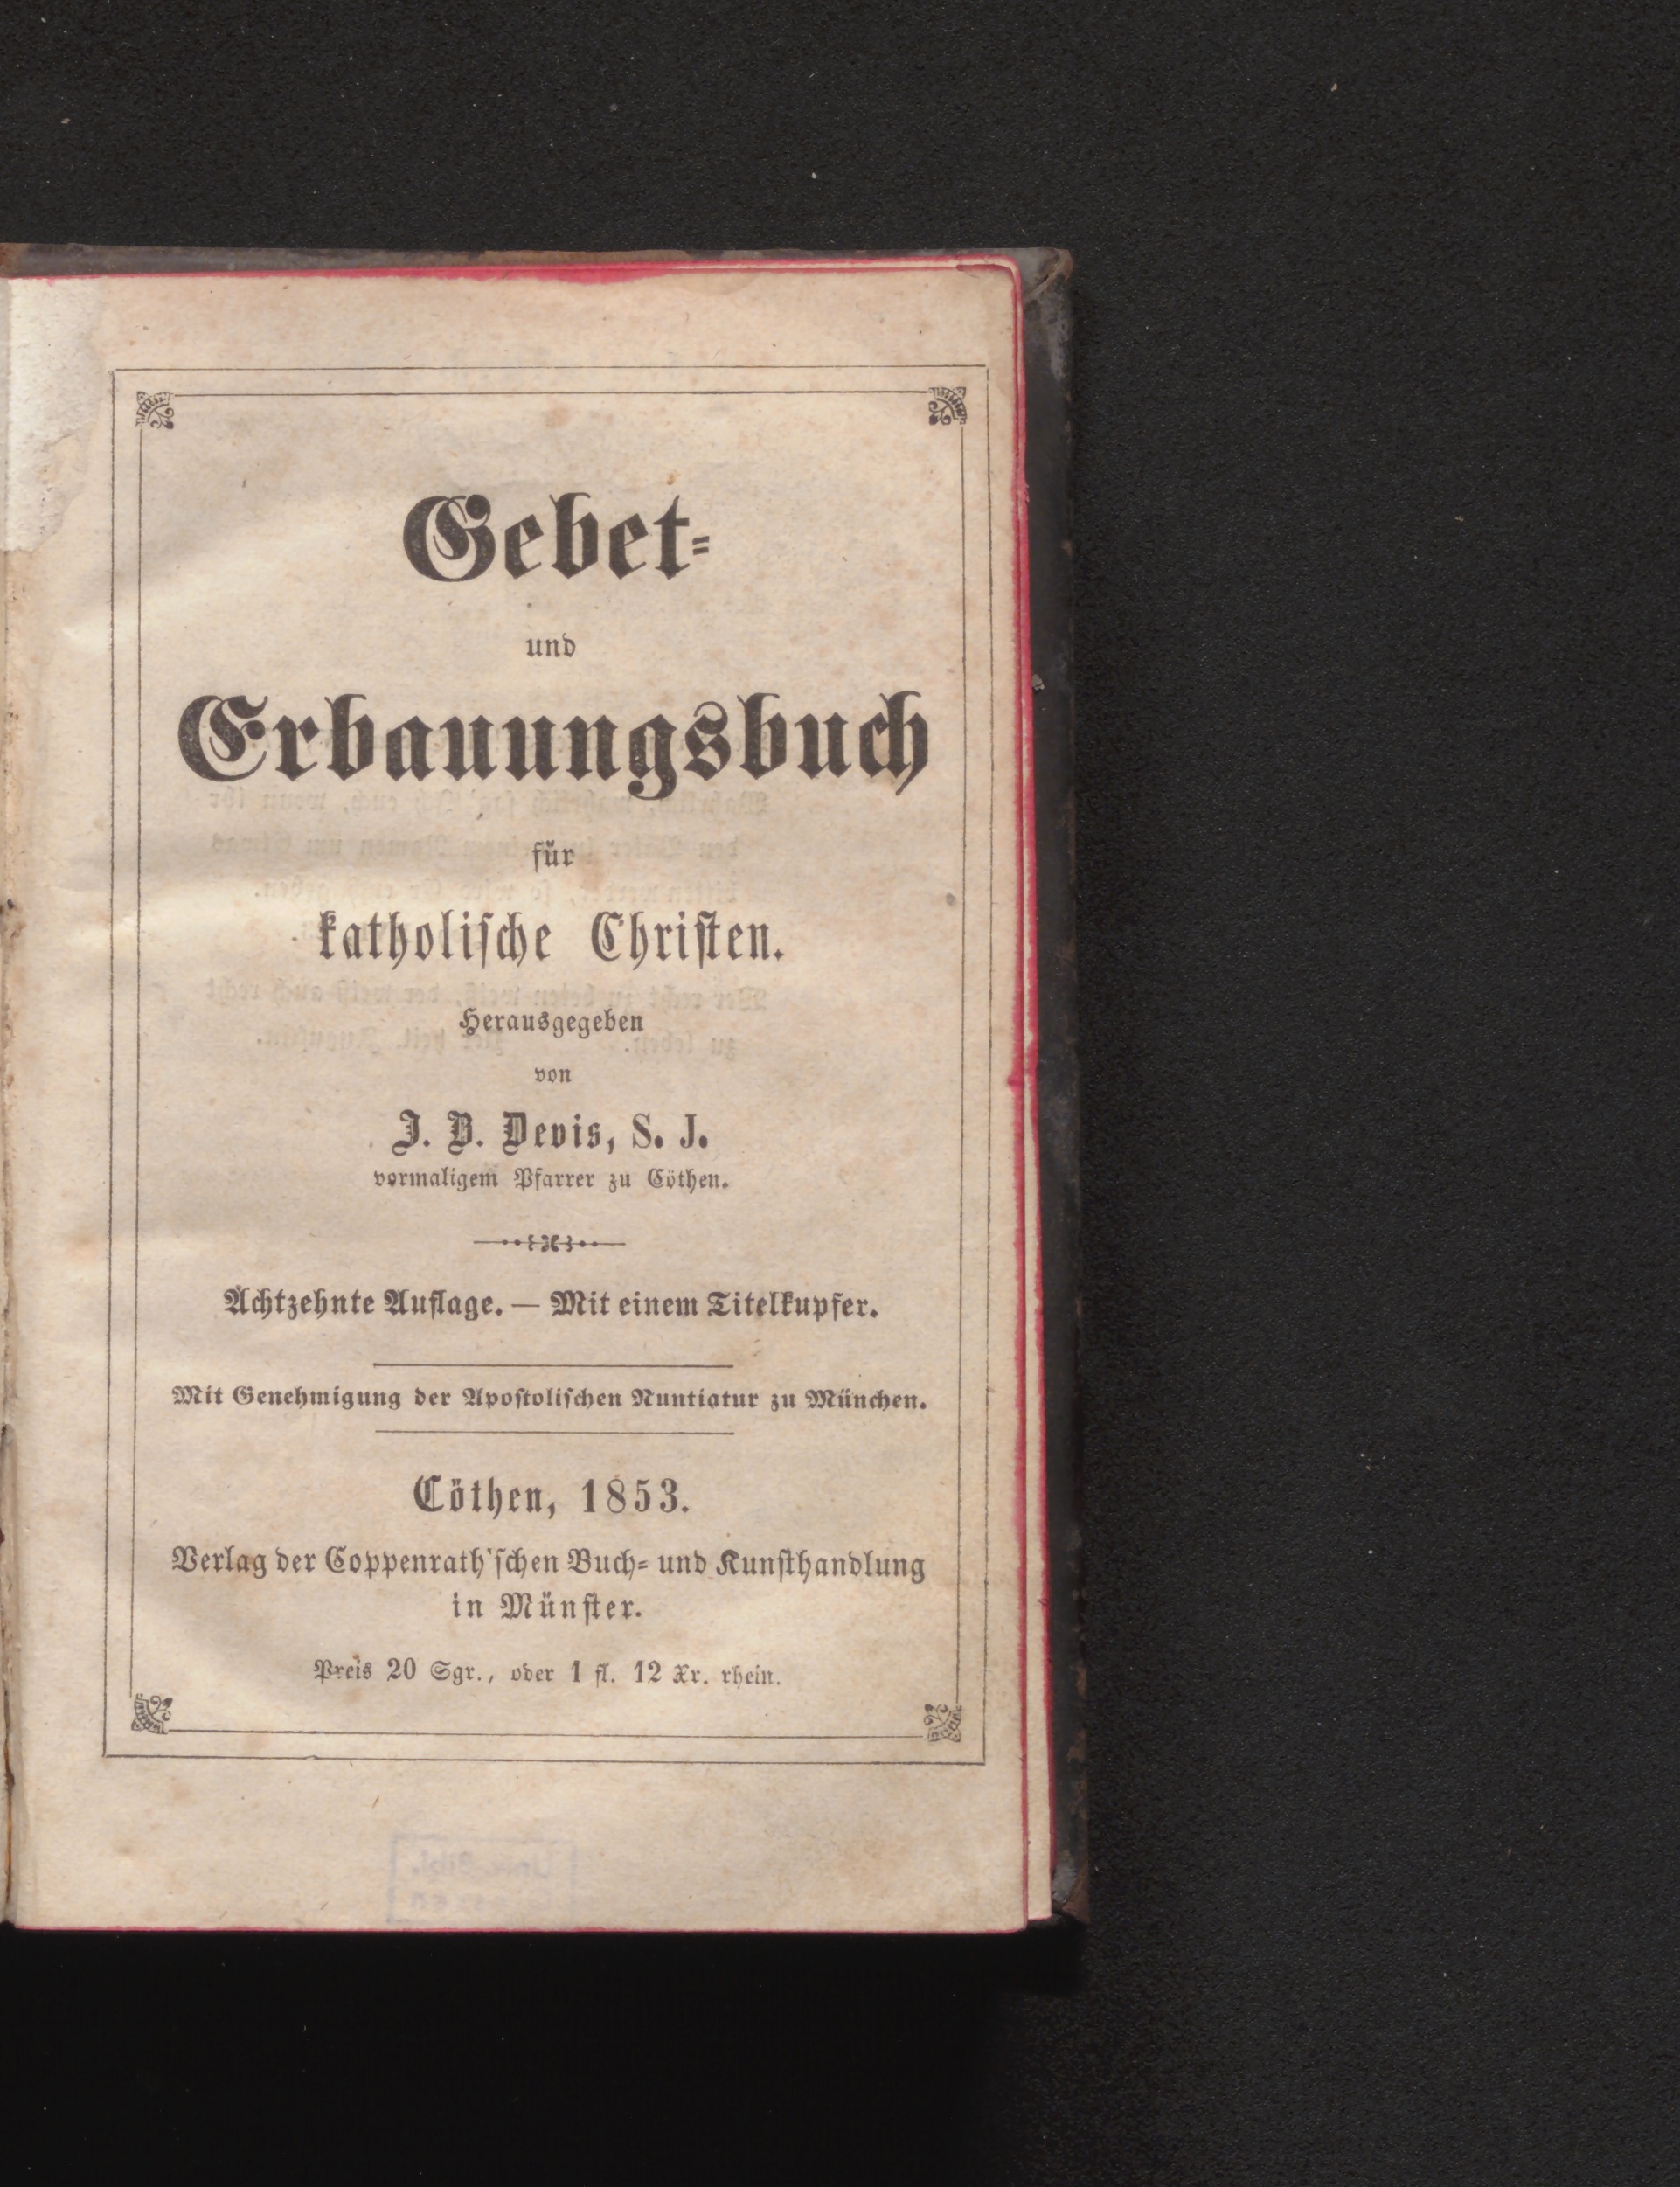 Gebet-
und
Erbauungsbuch
für
katholiſche Chriſten.
Herausgegeben
von
J. B. Devis, S. J.
vormaligem Pfarrer zu Cöthen.
Achtzehnte Auflage. — Mit einem Titelkupfer.
Mit Genehmigung der Apoſtoliſchen Nuntiatur zu München.
Cöthen, 1853.
Verlag der Coppenrath'ſchen Buch- und Kunſthandlung
in Münſter.
Preis 20 Sgr., oder 1 fl. 12 Xr. rhein.